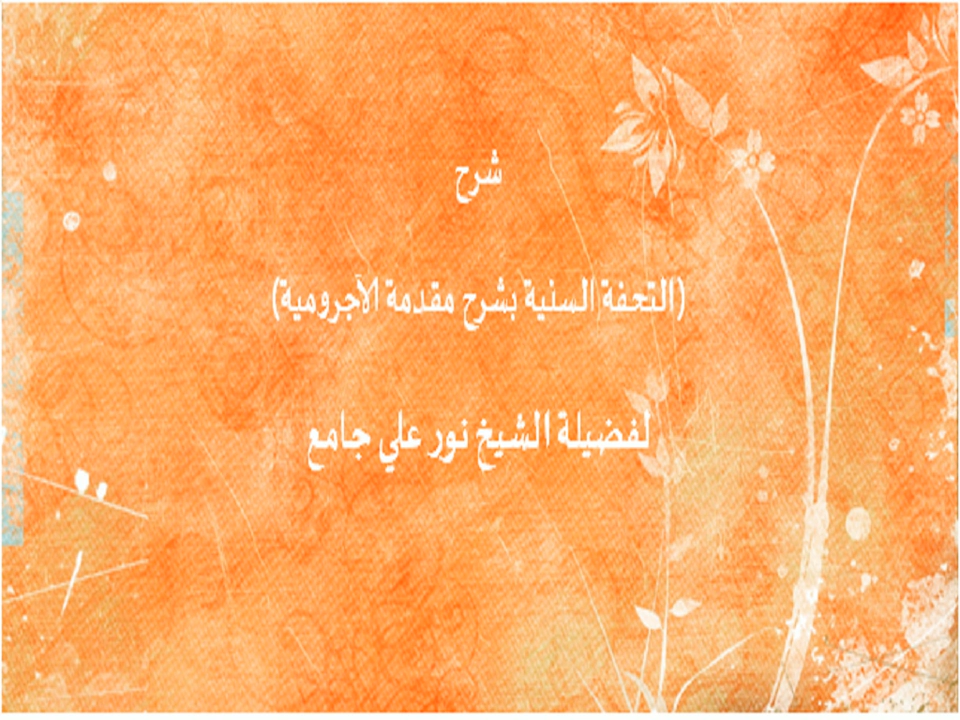 شرح
(التحفة السنية بشرح مقدمة الآجرومية)
لفضيلة الشيخ نور علي جامع